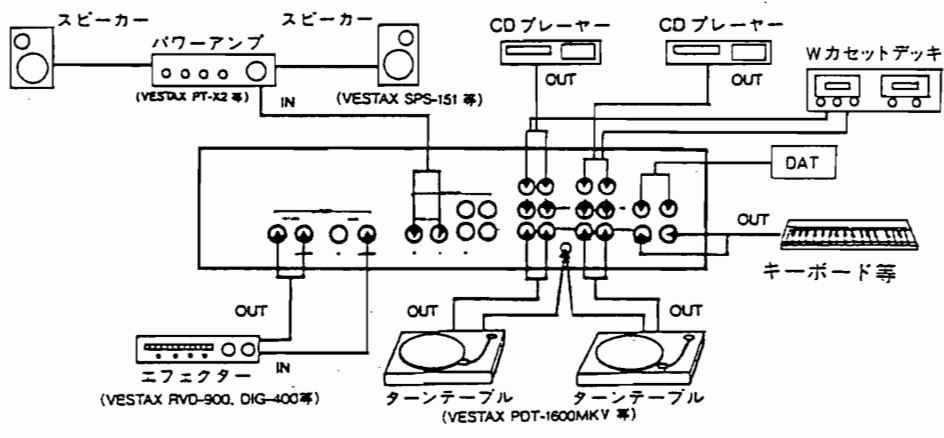 スピーカー
スピーカー
パワーアンプ
(VESTAX PT-X2 等)
IN
(VESTAX SPS-151 等)
CD プレーヤー
CD プレーヤー
OUT
OUT
Wカセットデッキ
DAT
OUT
キーボード等
OUT
IN
エフェクター
(VESTAX RVD-900, DIG-400等)
OUT
OUT
ターンテーブル
ターンテーブル
(VESTAX PDT-1600MKV 等)